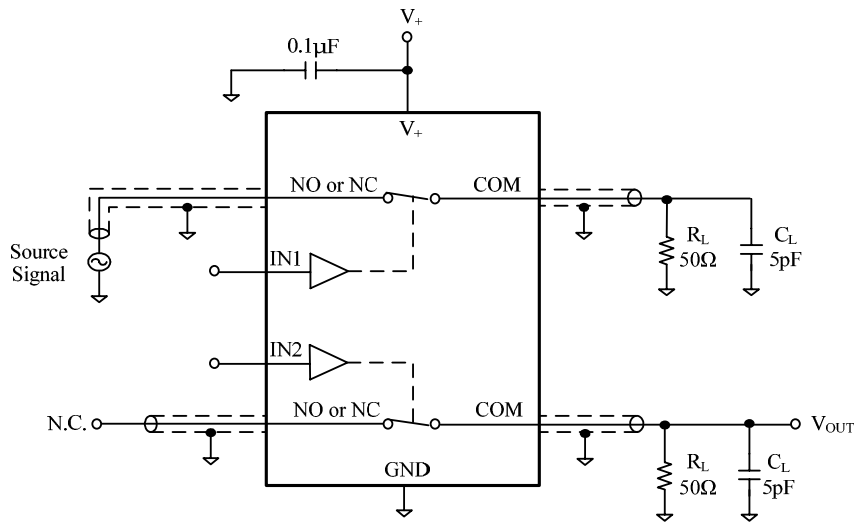 V+
0.1µF
V+
NO or NC
COM
Source
Signal
IN1
RL
50Ω
CL
5pF
IN2
N.C.
NO or NC
COM
VOUT
GND
RL
50Ω
CL
5pF